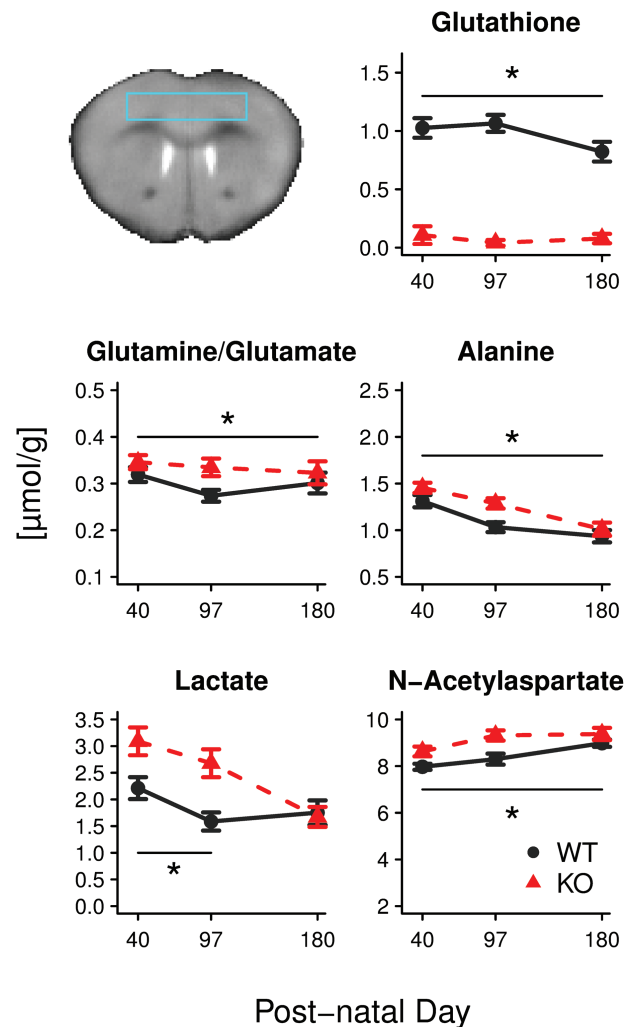 Glutathione
*
1.5
1.0
0.5
0.0
40 97 180
Glutamine/Glutamate
*
0.5
0.4
0.3
0.2
0.1
40 97 180
Alanine
*
2.5
2.0
1.5
1.0
0.5
40 97 180
[µmol/g]
Lactate
3.5
3.0
2.5
2.0
1.5
1.0
0.5
0.0
*
40 97 180
N−Acetylaspartate
10
8
6
4
2
*
WT
KO
40 97 180
Post−natal Day